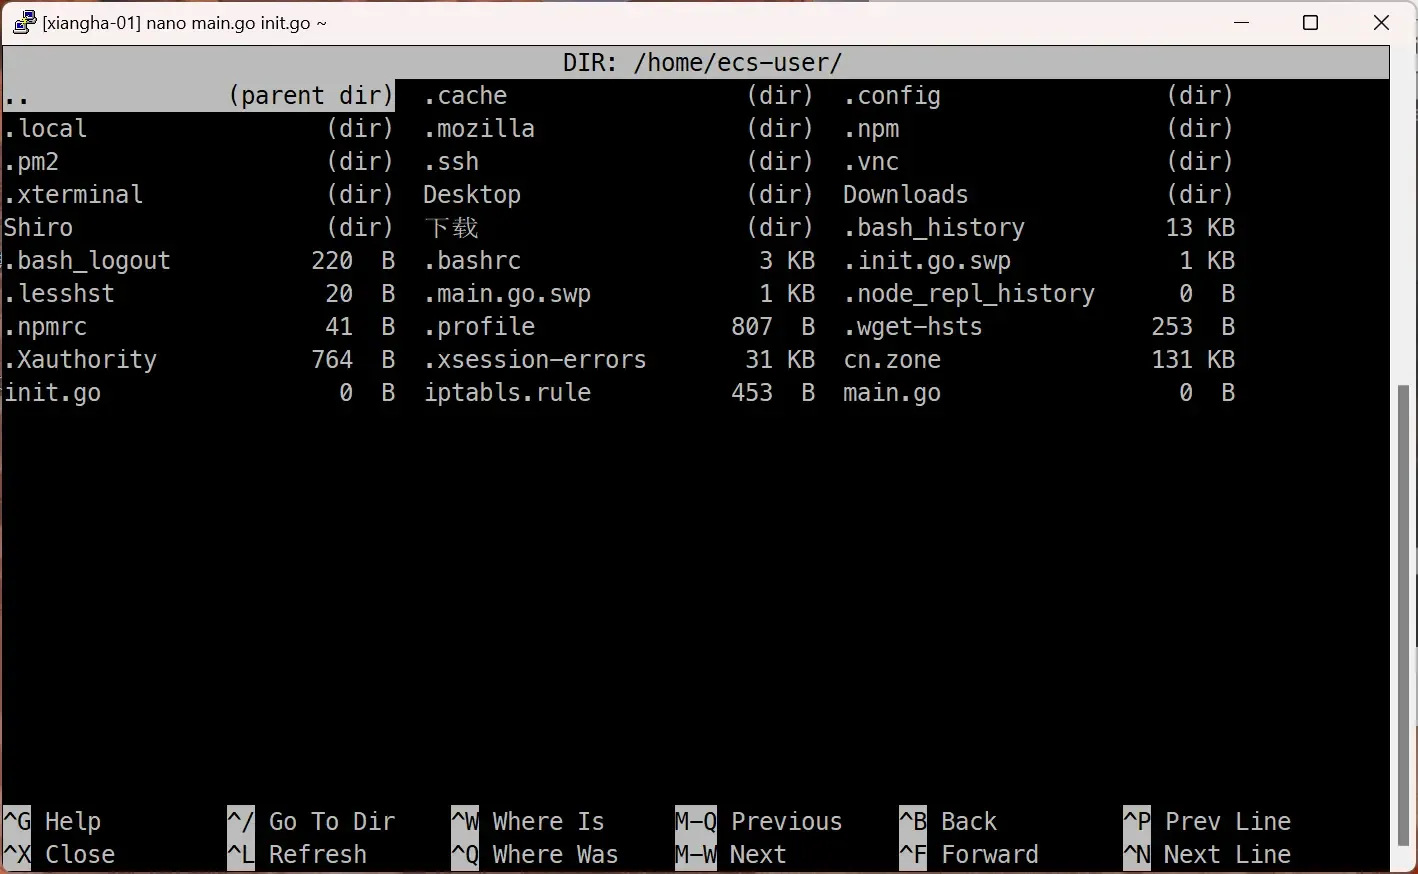 [xiangha-01] nano main.go init.go ~
DIR: /home/ecs-user/
.. (parent dir) .cache (dir) .config (dir)
.local (dir) .mozilla (dir) .npm (dir)
.pm2 (dir) .ssh (dir) .vnc (dir)
.xterminal (dir) Desktop (dir) Downloads (dir)
Shiro (dir) 下载 (dir) .bash_history 13 KB
.bash_logout 220 B .bashrc 3 KB .init.go.swp 1 KB
.lesshst 20 B .main.go.swp 1 KB .node_repl_history 0 B
.npmrc 41 B .profile 807 B .wget-hsts 253 B
.Xauthority 764 B .xsession-errors 31 KB cn.zone 131 KB
init.go 0 B iptabls.rule 453 B main.go 0 B
^G Help ^/ Go To Dir ^W Where Is M-Q Previous ^B Back ^P Prev Line
^X Close ^L Refresh ^Q Where Was M-W Next ^F Forward ^N Next Line